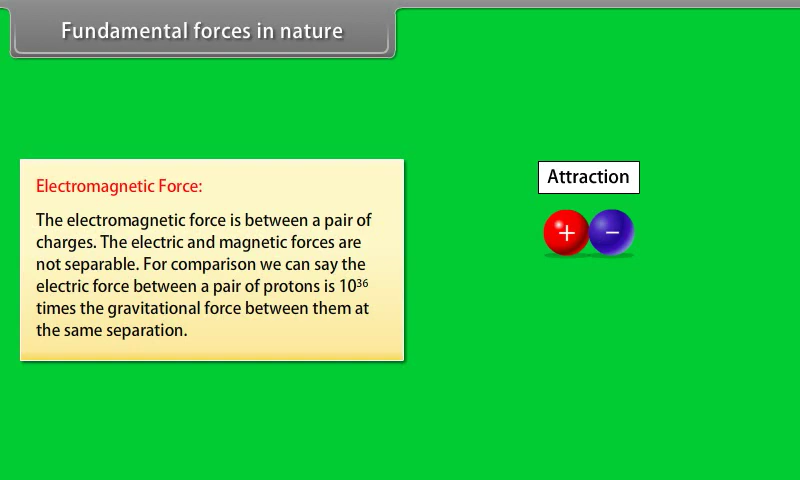 Fundamental forces in nature
Electromagnetic Force:
The electromagnetic force is between a pair of
charges. The electric and magnetic forces are
not separable. For comparison we can say the
electric force between a pair of protons is 10³⁶
times the gravitational force between them at
the same separation.
Attraction
+ −